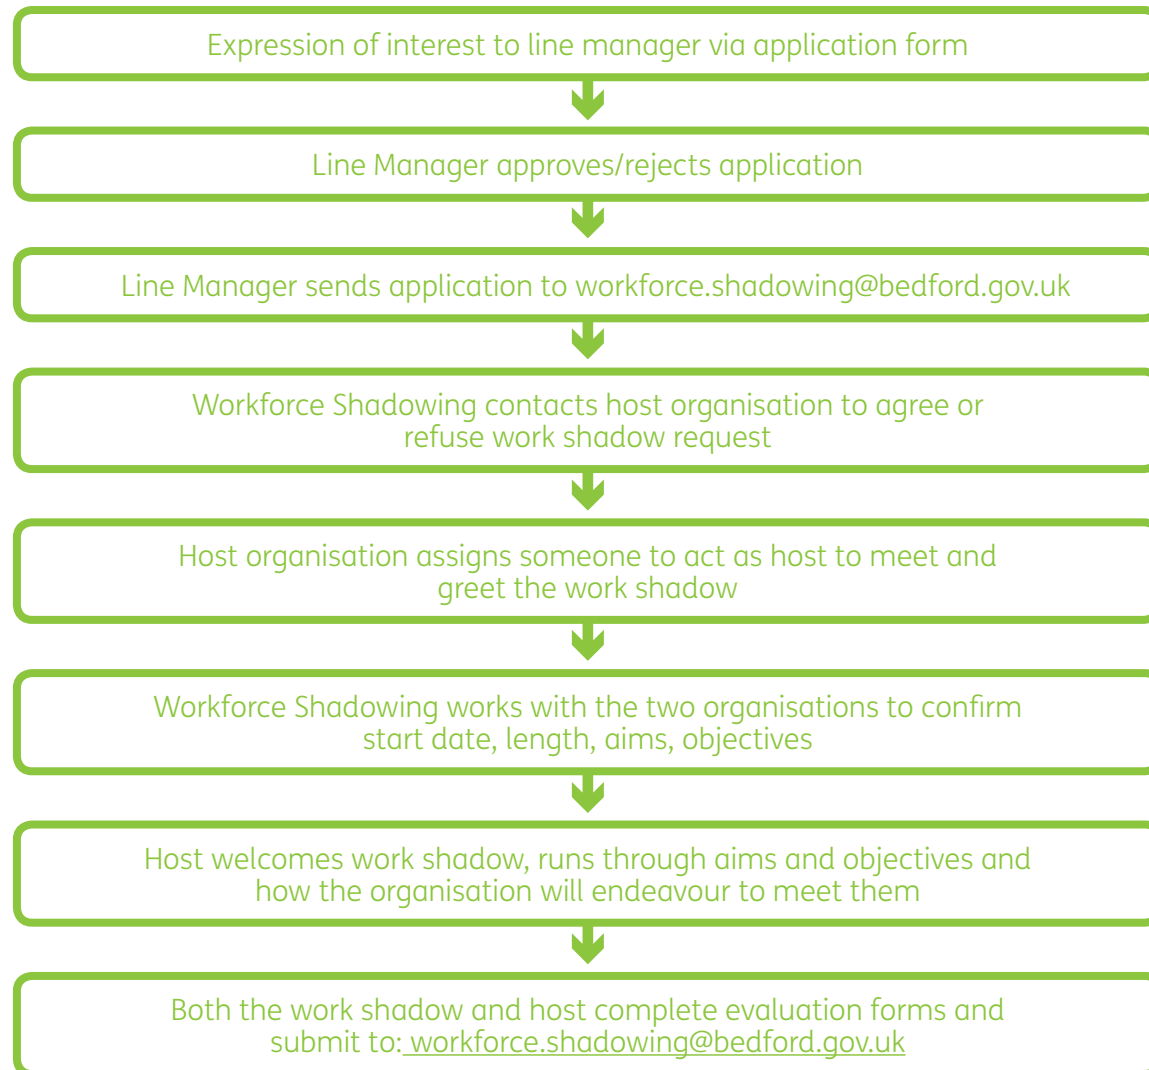 Expression of interest to line manager via application form
Line Manager approves/rejects application
Line Manager sends application to workforce.shadowing@bedford.gov.uk
Workforce Shadowing contacts host organisation to agree or
refuse work shadow request
Host organisation assigns someone to act as host to meet and
greet the work shadow
Workforce Shadowing works with the two organisations to confirm
start date, length, aims, objectives
Host welcomes work shadow, runs through aims and objectives and
how the organisation will endeavour to meet them
Both the work shadow and host complete evaluation forms and
submit to: workforce.shadowing@bedford.gov.uk